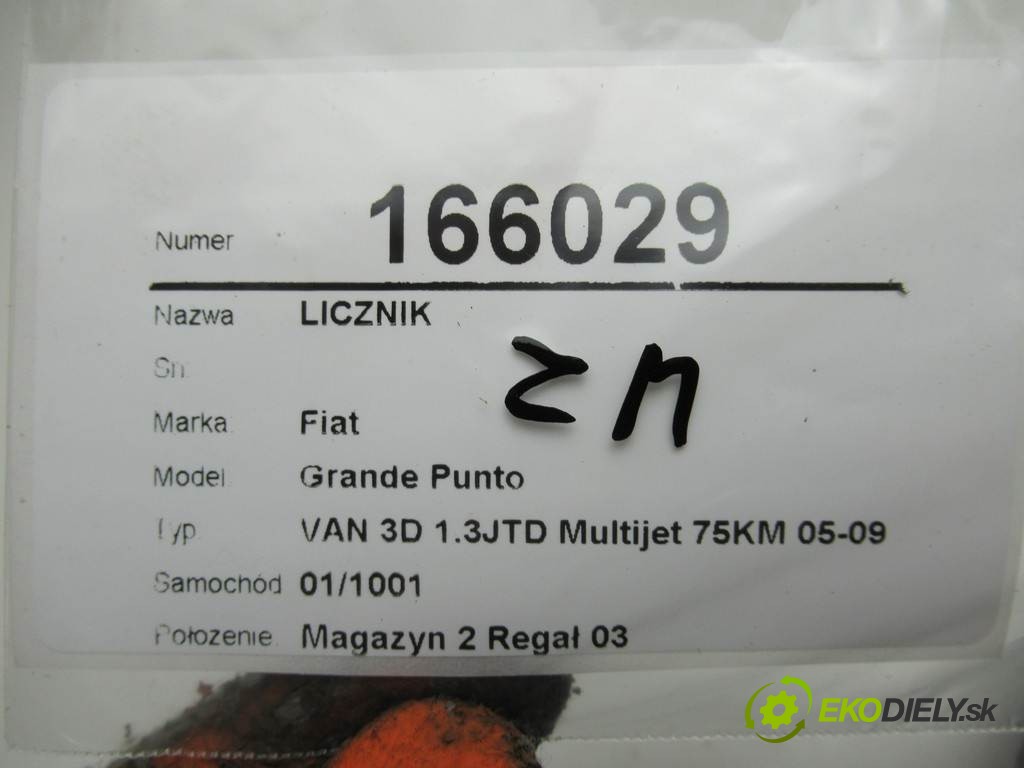 Numer 166029
Nazwa LICZNIK
Sn
Marka Fiat
Model Grande Punto
Typ VAN 3D 1.3JTD Multijet 75KM 05-09
Samochód 01/1001
Położenie Magazyn 2 Regał 03
EKODIELY.sk